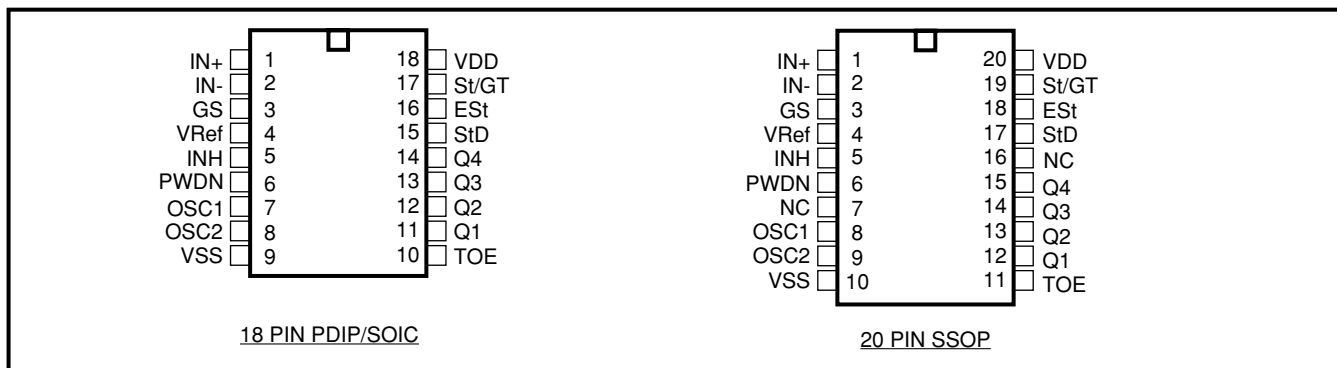 IN+ 1 18 VDD
IN- 2 17 St/GT
GS 3 16 ESt
VRef 4 15 StD
INH 5 14 Q4
PWDN 6 13 Q3
OSC1 7 12 Q2
OSC2 8 11 Q1
VSS 9 10 TOE
18 PIN PDIP/SOIC
IN+ 1 20 VDD
IN- 2 19 St/GT
GS 3 18 ESt
VRef 4 17 StD
INH 5 16 NC
PWDN 6 15 Q4
NC 7 14 Q3
OSC1 8 13 Q2
OSC2 9 12 Q1
VSS 10 11 TOE
20 PIN SSOP